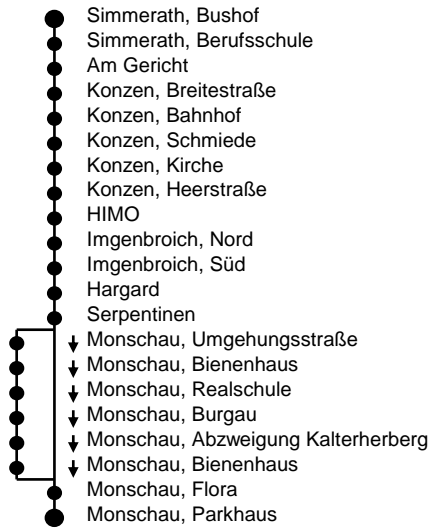 Simmerath, Bushof
Simmerath, Berufsschule
Am Gericht
Konzen, Breitestraße
Konzen, Bahnhof
Konzen, Schmiede
Konzen, Kirche
Konzen, Heerstraße
HIMO
Imgenbroich, Nord
Imgenbroich, Süd
Hargard
Serpentinen
Monschau, Umgehungsstraße
Monschau, Bienenhaus
Monschau, Realschule
Monschau, Burgau
Monschau, Abzweigung Kalterherberg
Monschau, Bienenhaus
Monschau, Flora
Monschau, Parkhaus